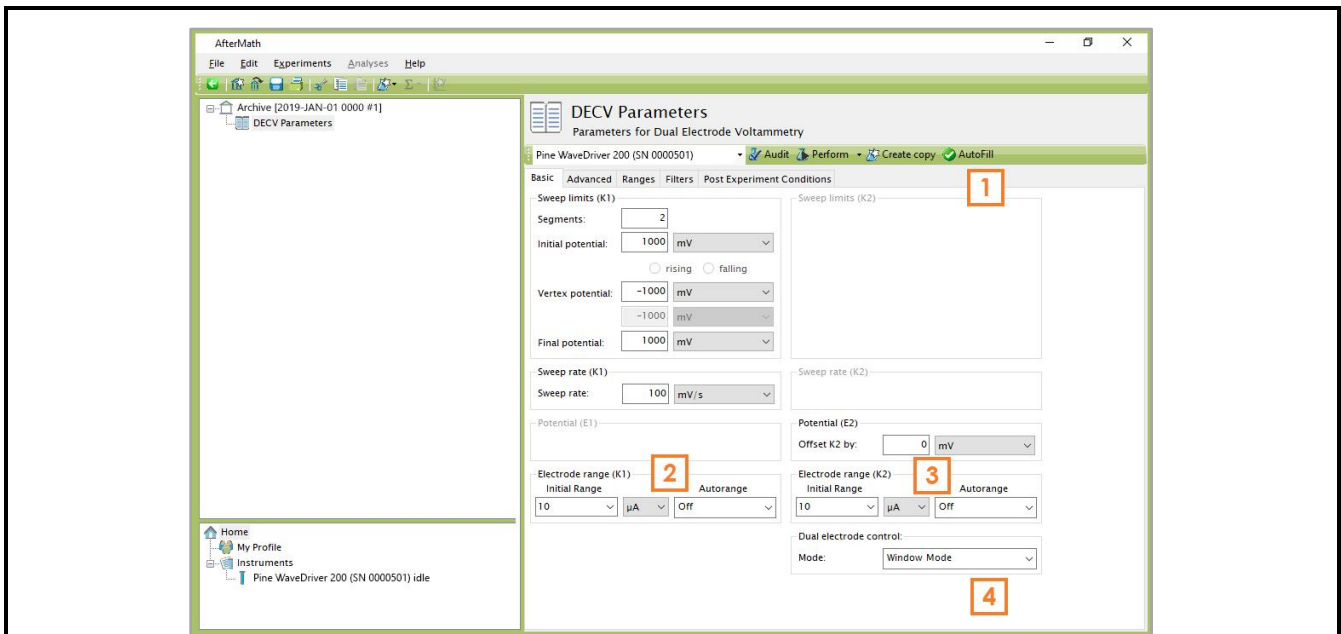 AfterMath
File Edit Experiments Analyses Help
Archive [2019-JAN-01 0000 #1]
DECV Parameters
Home
My Profile
Instruments
Pine WaveDriver 200 (SN 0000501) idle
DECV Parameters
Parameters for Dual Electrode Voltammetry
Pine WaveDriver 200 (SN 0000501) Audit Perform Create copy AutoFill
1
Basic Advanced Ranges Filters Post Experiment Conditions
Sweep limits (K1) Sweep limits (K2)
Segments: 2
Initial potential: 1000 mV
rising falling
Vertex potential: -1000 mV
-1000 mV
Final potential: 1000 mV
Sweep rate (K1) Sweep rate (K2)
Sweep rate: 100 mV/s
Potential (E1) Potential (E2)
Offset K2 by: 0 mV
Electrode range (K1) 2 Electrode range (K2) 3
Initial Range Autorange Initial Range Autorange
10 µA Off 10 µA Off
Dual electrode control:
Mode: Window Mode
4